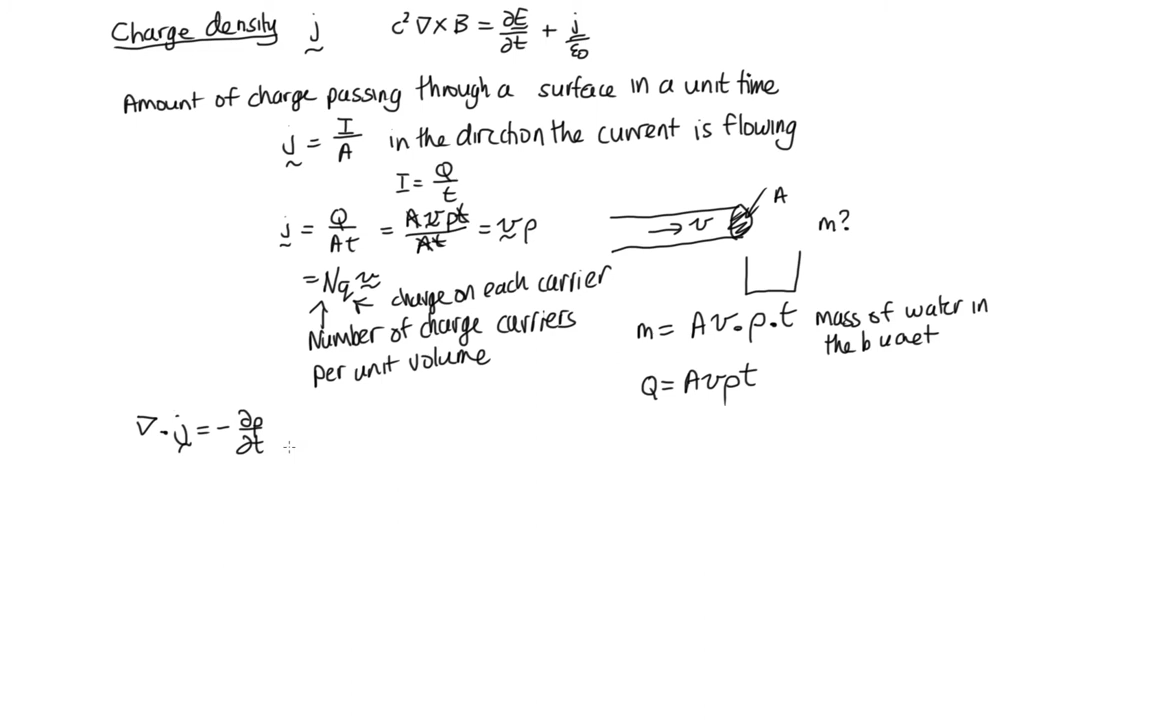 Charge density j c² ∇ × B = ∂E/∂t + j/ε0
Amount of charge passing through a surface in a unit time
j = I/A in the dirction the current is flowing
I = Q/t
j = Q/At = Avρt/At = vρ
→ v A m?
= Nqv charge on each carrier
Number of charge carriers
per unit volume
m = Av·ρ·t mass of water in
the bucket
Q = Avρt
∇·j = - ∂ρ/∂t